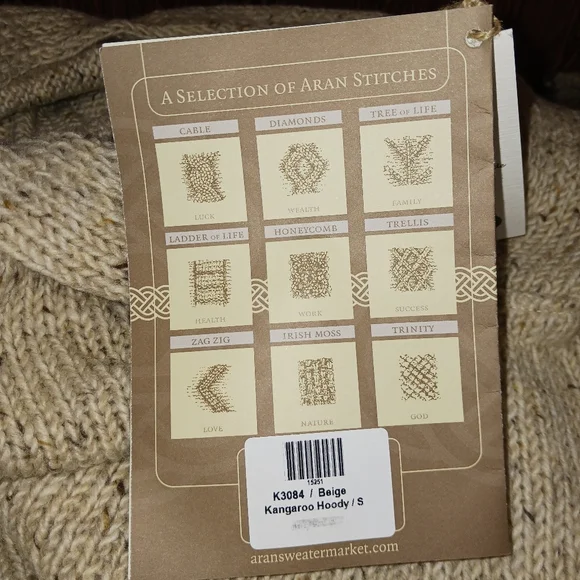 A SELECTION OF ARAN STITCHES
CABLE
DIAMONDS
TREE OF LIFE
LUCK
WEALTH
FAMILY
LADDER OF LIFE
HONEYCOMB
TRELLIS
HEALTH
WORK
SUCCESS
ZAG ZIG
IRISH MOSS
TRINITY
LOVE
NATURE
GOD
15251
K3084 / Beige
Kangaroo Hoody / S
aransweatermarket.com